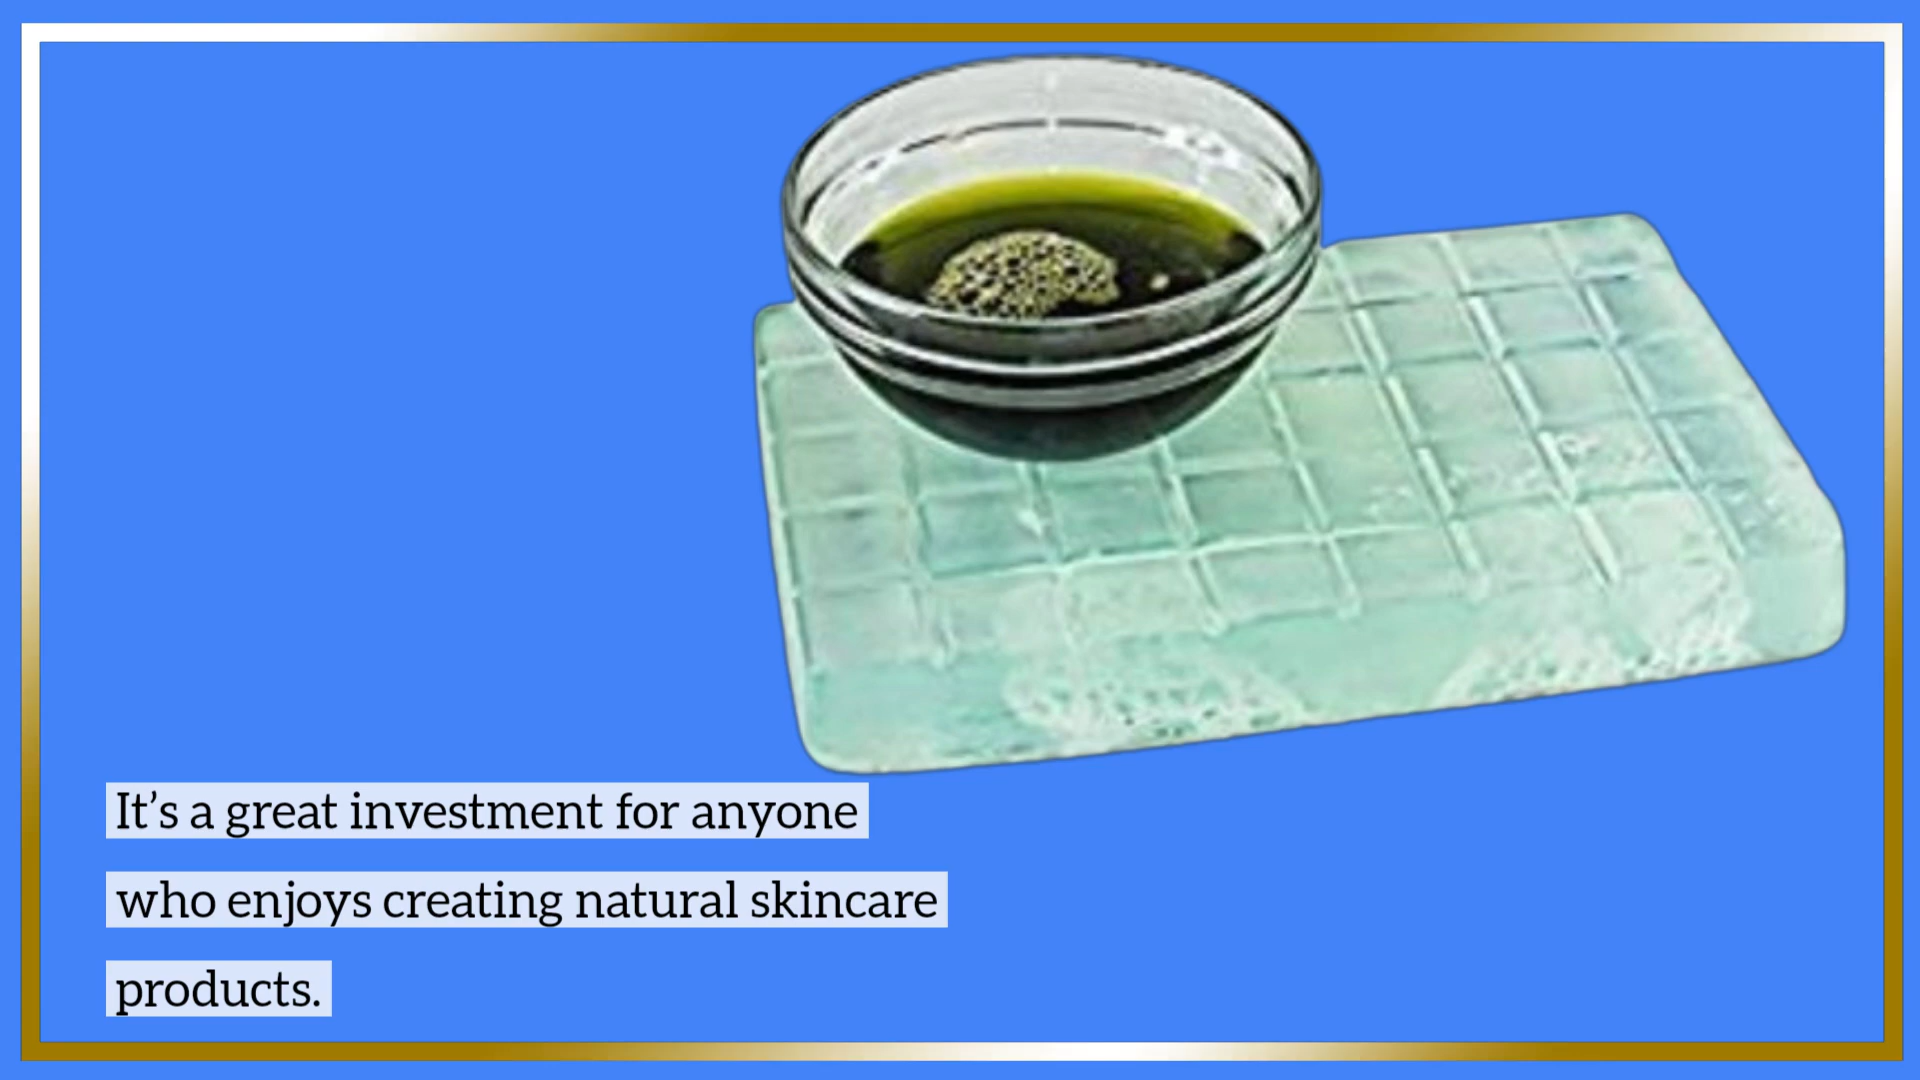 It’s a great investment for anyone
who enjoys creating natural skincare
products.